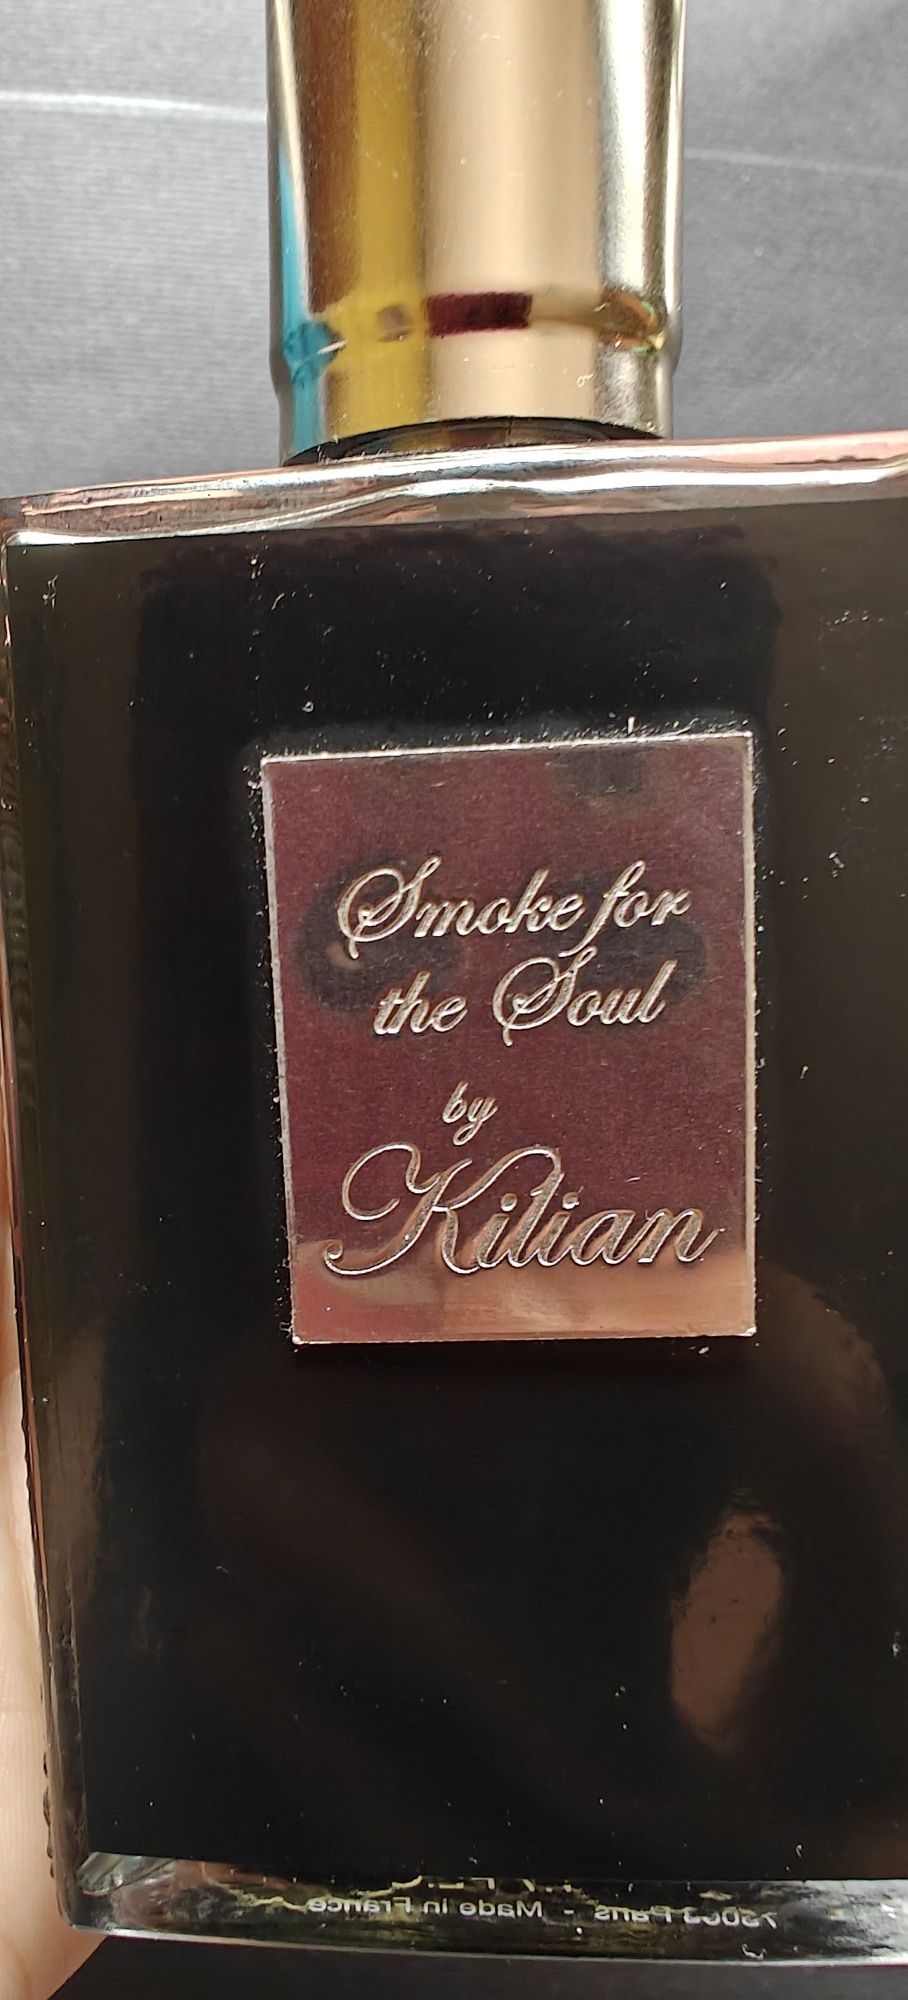 Smoke for
the Soul
by
Kilian
Paris - Made in France